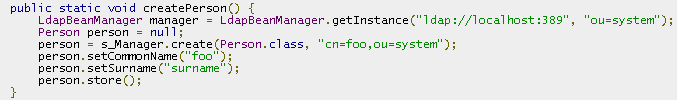 public static void createPerson() {
LdapBeanManager manager = LdapBeanManager.getInstance("ldap://localhost:389", "ou=system");
Person person = null;
person = s_Manager.create(Person.class, "cn=foo,ou=system");
person.setCommonName("foo");
person.setSurname("surname");
person.store();
}